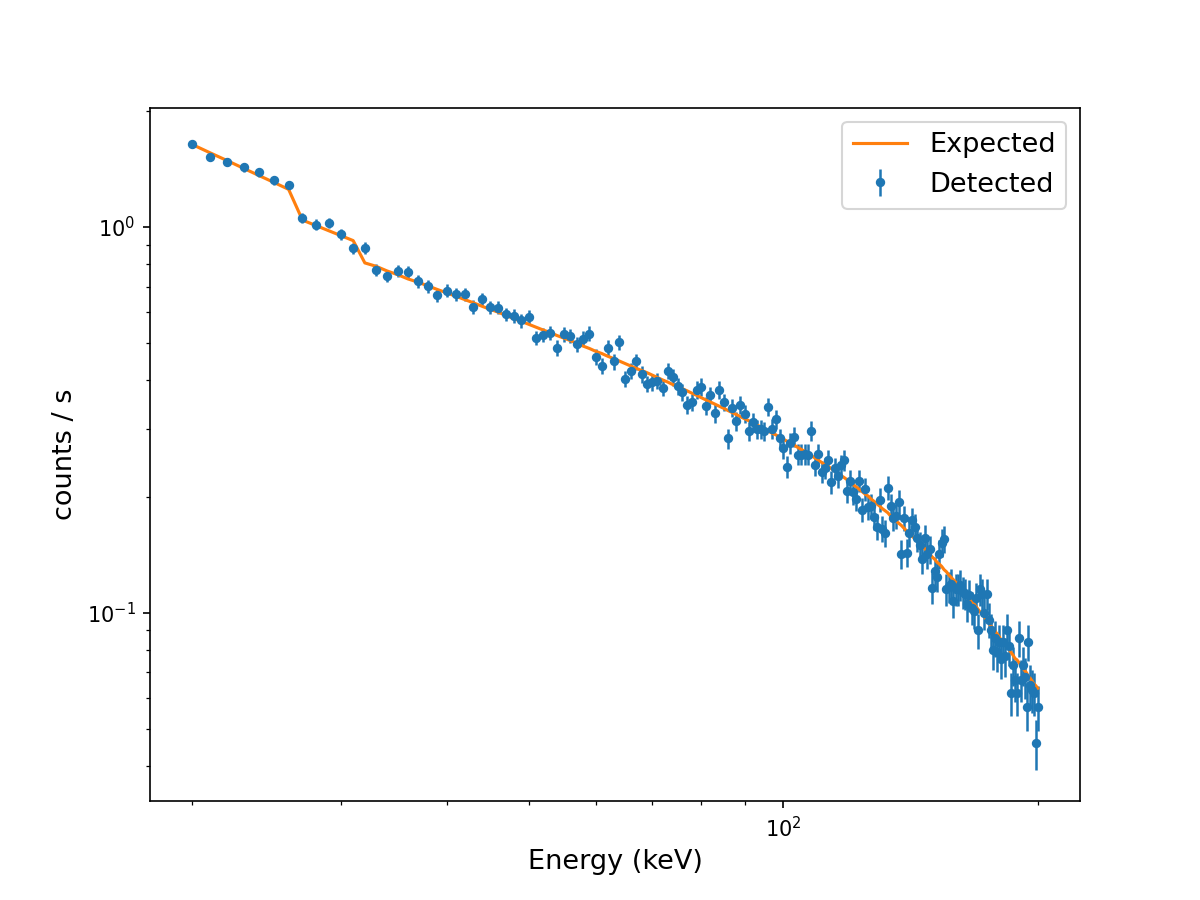 Expected
Detected
10⁰
10⁻¹
counts / s
10²
Energy (keV)